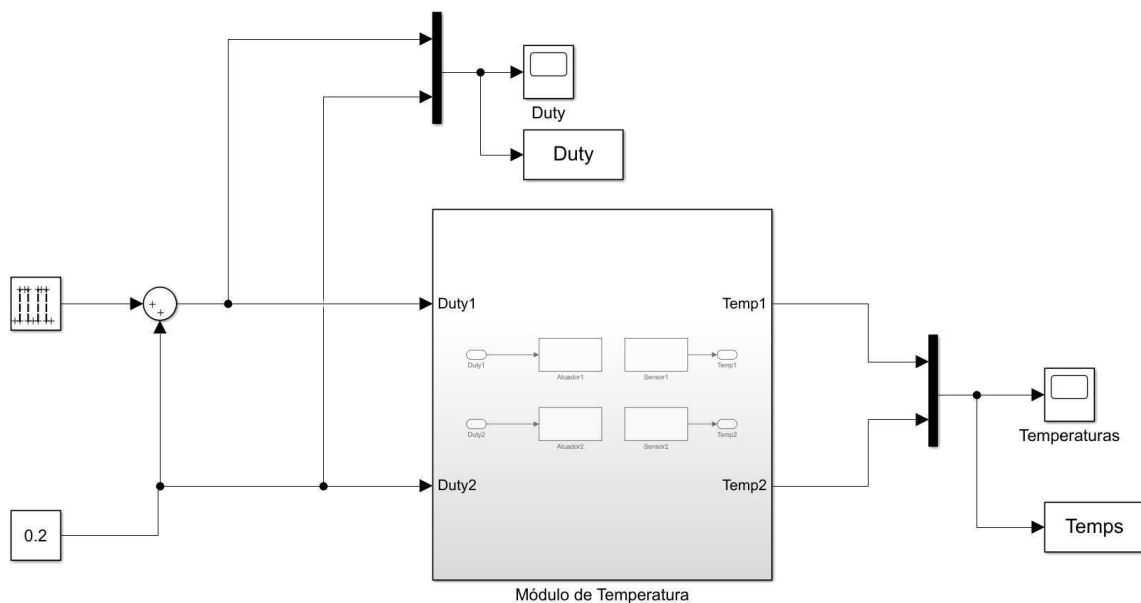 Duty
Duty
Duty1
Temp1
Duty1
Atuador1
Sensor1
Temp1
Duty2
Atuador2
Sensor2
Temp2
Duty2
Temp2
Temperaturas
0.2
Temps
Módulo de Temperatura